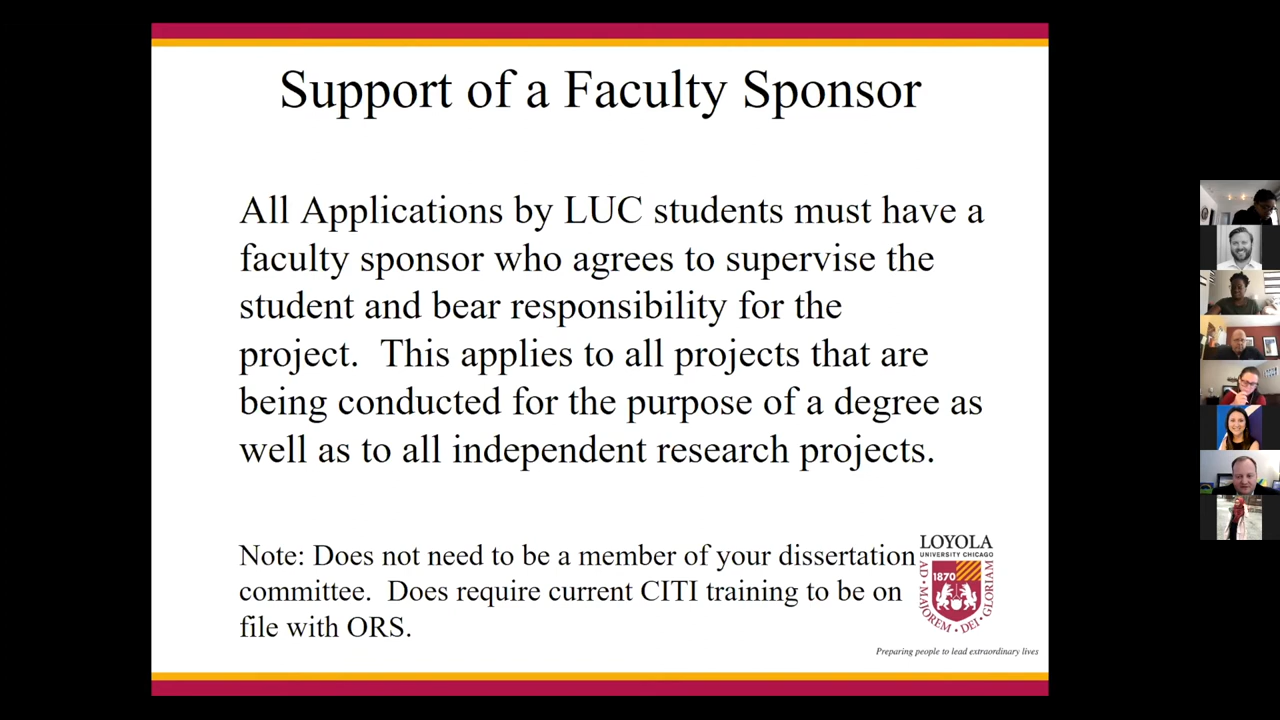 Support of a Faculty Sponsor
All Applications by LUC students must have a
faculty sponsor who agrees to supervise the
student and bear responsibility for the
project.  This applies to all projects that are
being conducted for the purpose of a degree as
well as to all independent research projects.
Note: Does not need to be a member of your dissertation
committee.  Does require current CITI training to be on
file with ORS.
LOYOLA
UNIVERSITY CHICAGO
1870
AD • MAJOREM • DEI • GLORIAM
Preparing people to lead extraordinary lives